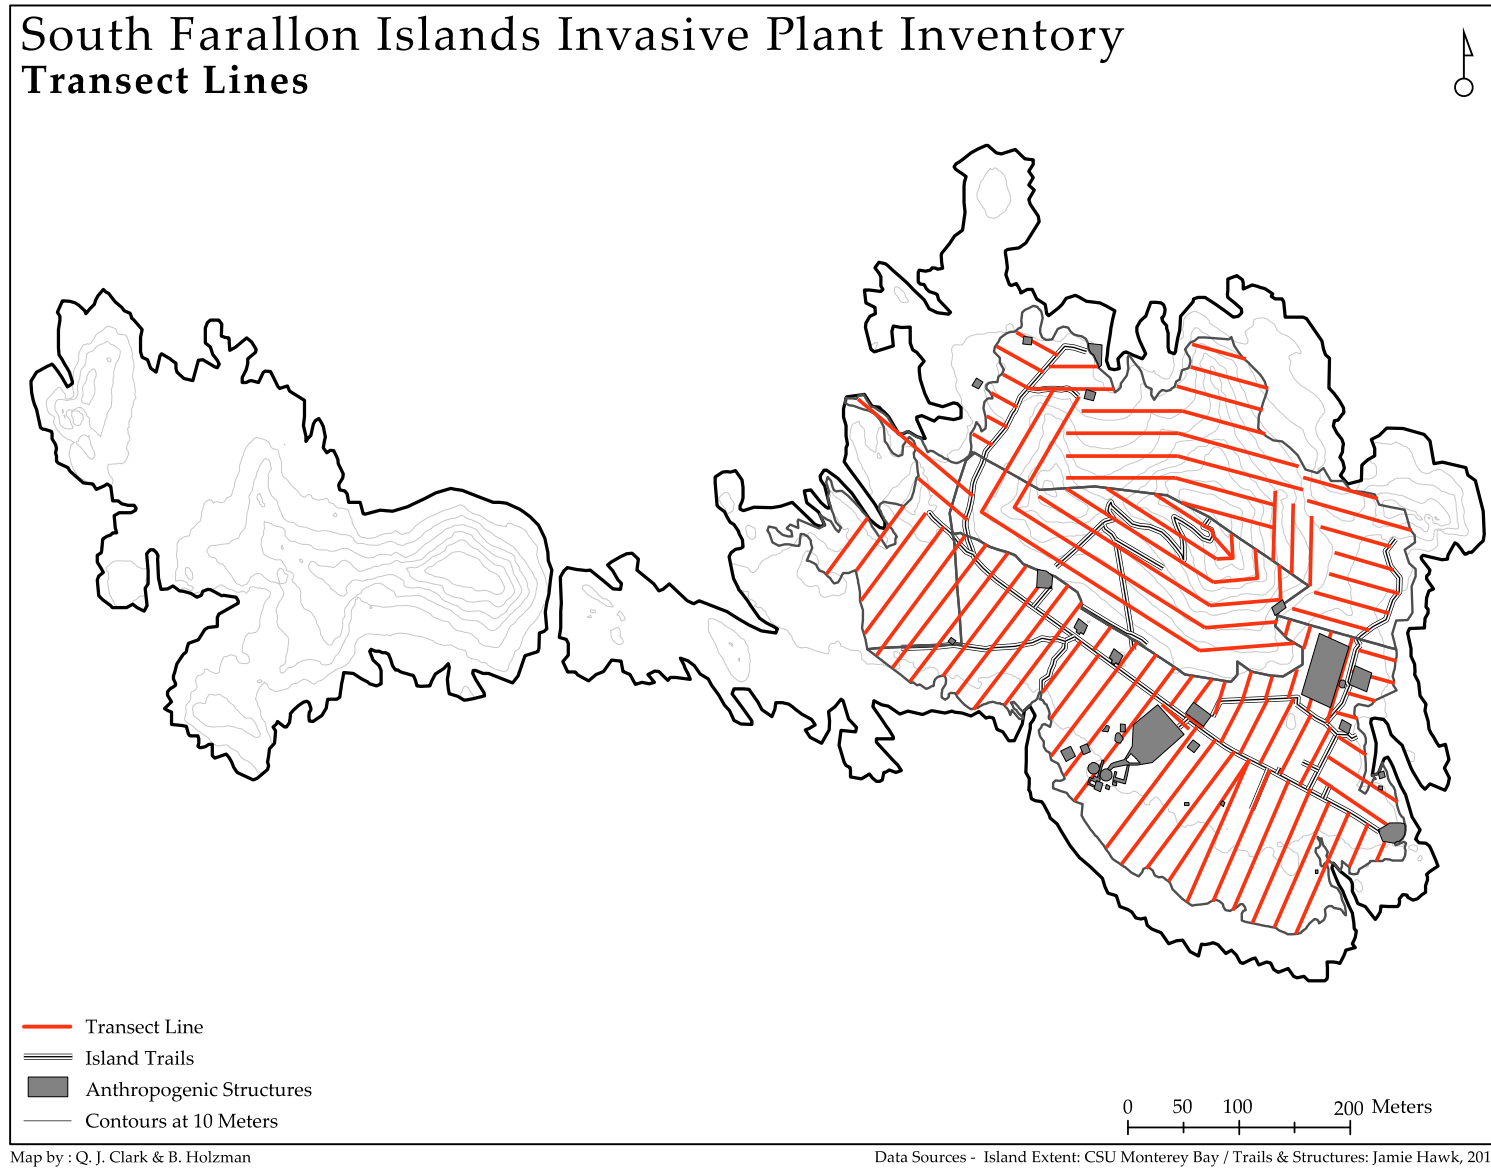 South Farallon Islands Invasive Plant Inventory
Transect Lines
Transect Line
Island Trails
Anthropogenic Structures
Contours at 10 Meters
0 50 100 200 Meters
Map by : Q. J. Clark & B. Holzman
Data Sources - Island Extent: CSU Monterey Bay / Trails & Structures: Jamie Hawk, 201